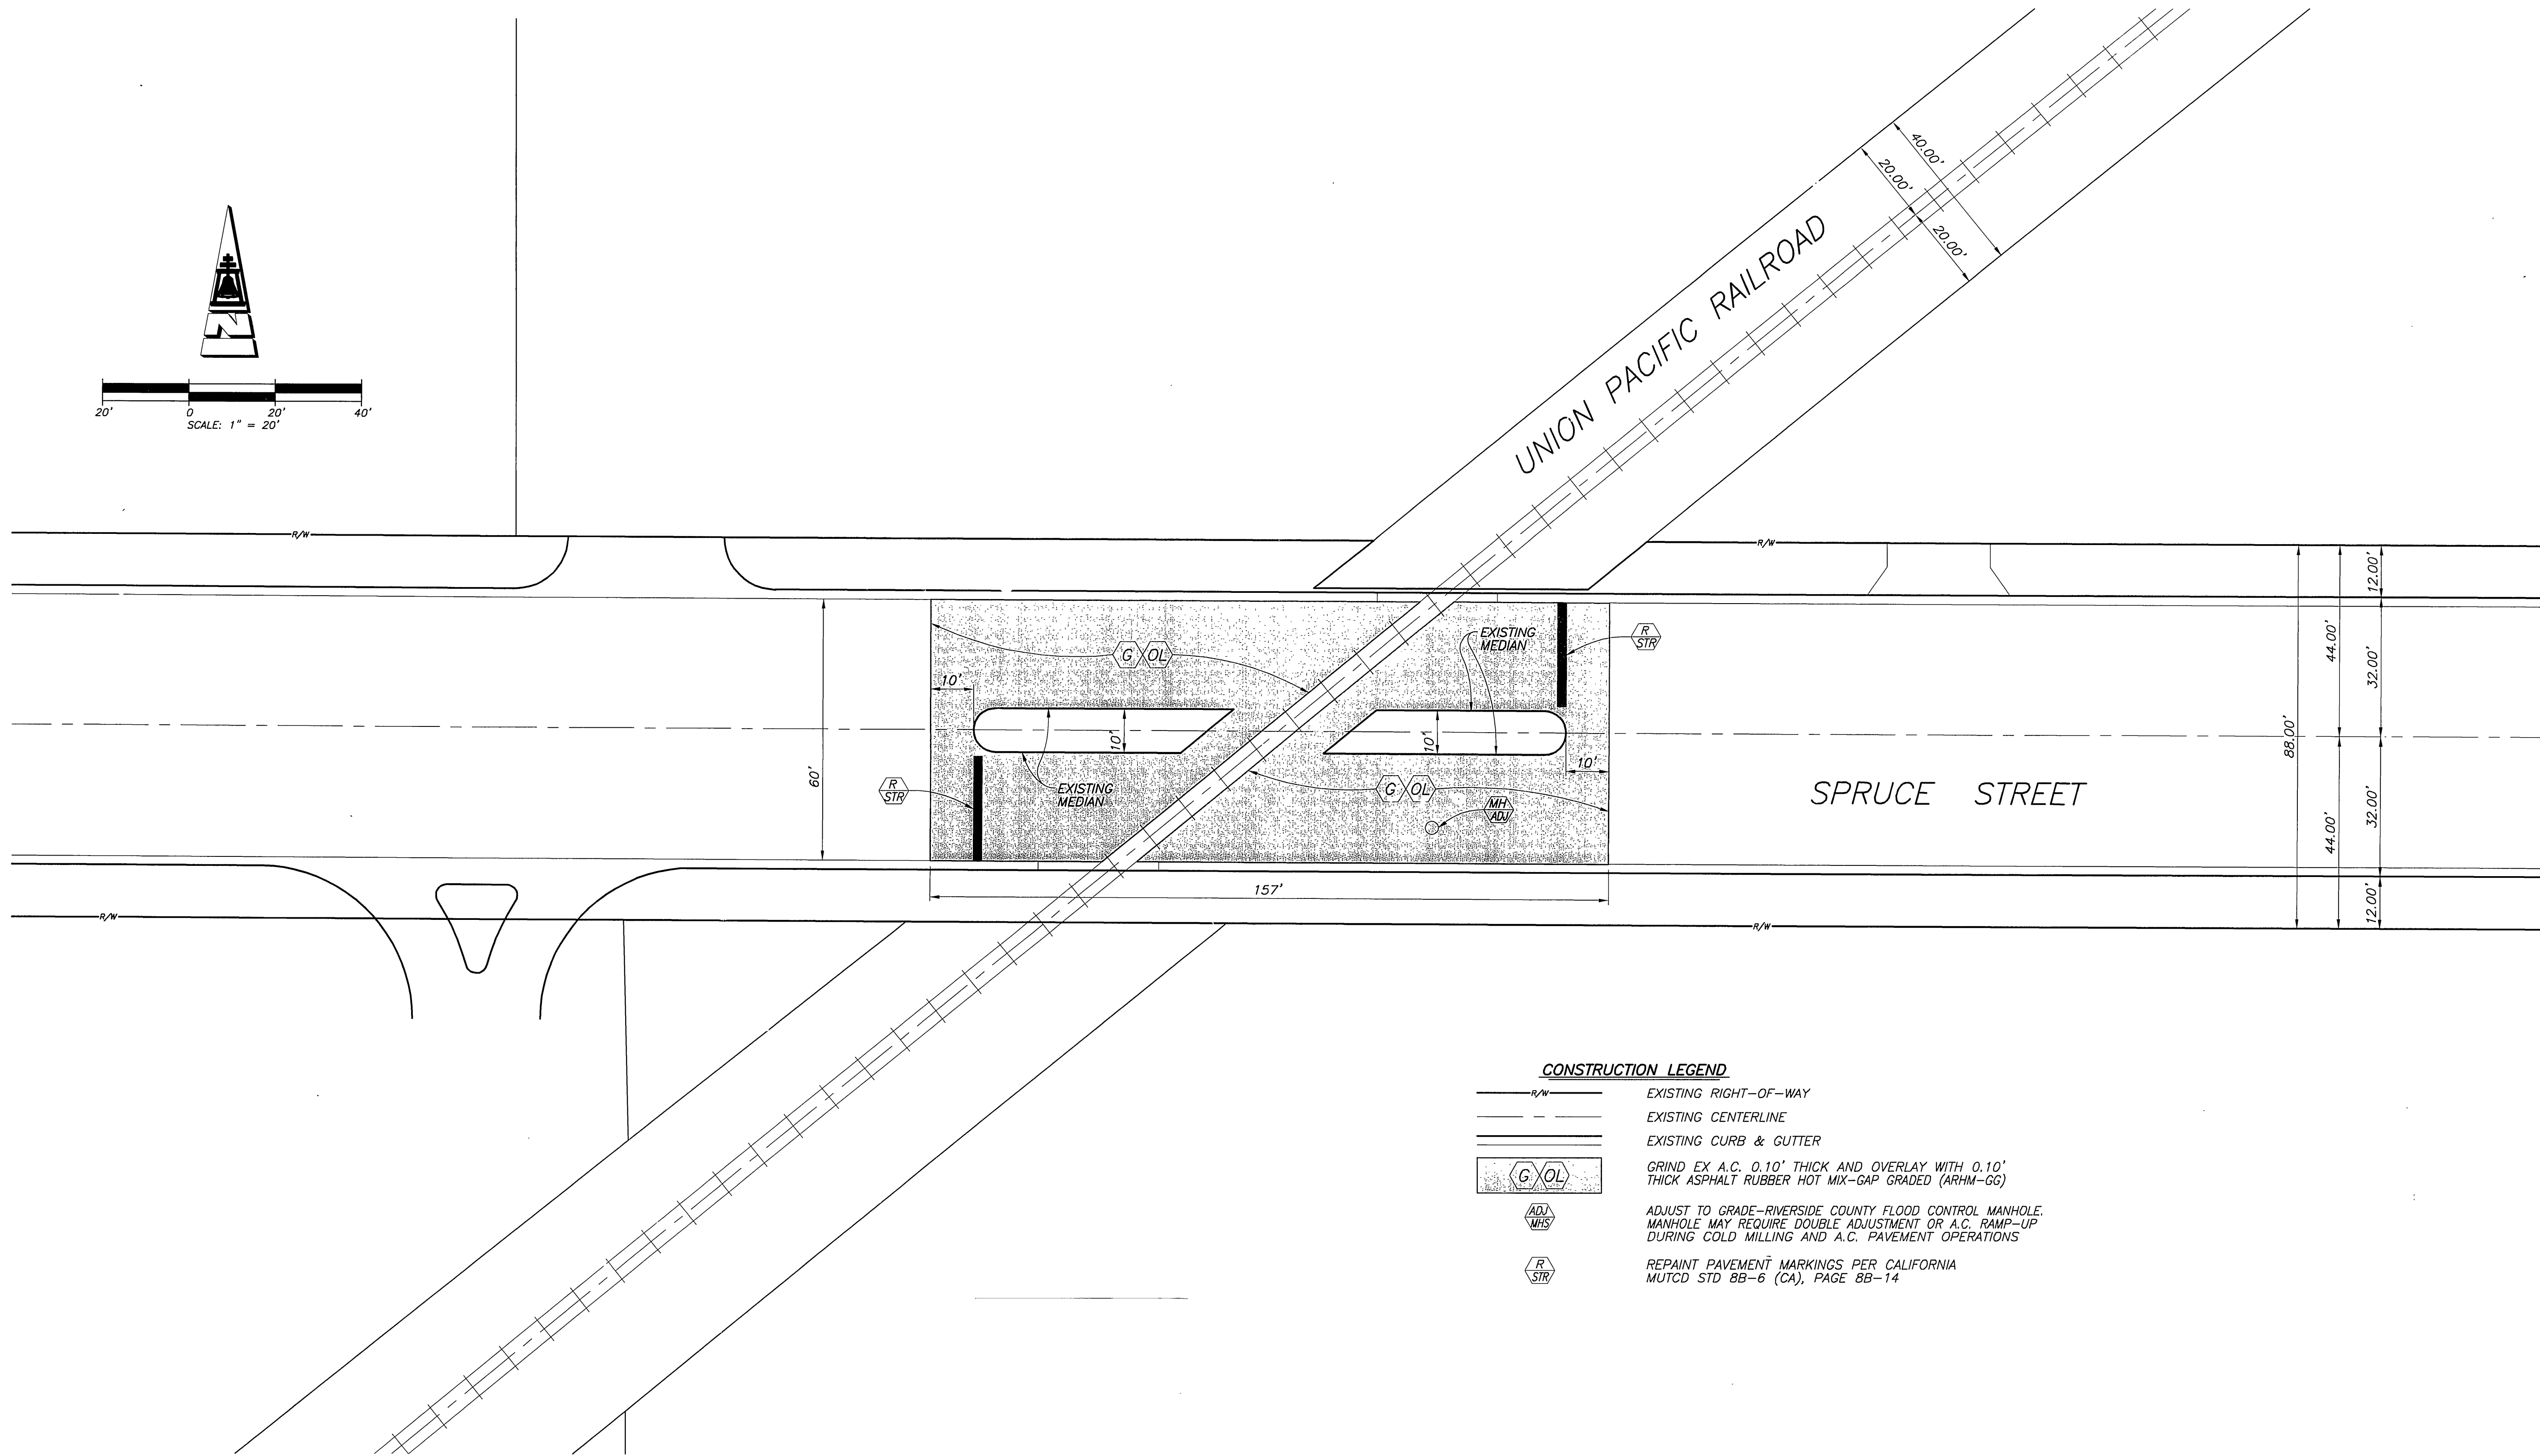 40.00'
20.00'
20.00'
UNION PACIFIC RAILROAD
N
20' 0 20' 40'
SCALE: 1" = 20'
R/W
R/W
12.00'
44.00'
32.00'
88.00'
32.00'
44.00'
12.00'
EXISTING
MEDIAN
R
STR
G OL
10'
10'
10'
10'
60'
R
STR
EXISTING
MEDIAN
G OL
MH
ADJ
SPRUCE STREET
157'
R/W
R/W
CONSTRUCTION LEGEND
R/W EXISTING RIGHT-OF-WAY
EXISTING CENTERLINE
EXISTING CURB & GUTTER
G OL GRIND EX A.C. 0.10' THICK AND OVERLAY WITH 0.10'
THICK ASPHALT RUBBER HOT MIX-GAP GRADED (ARHM-GG)
ADJ
MHS
ADJUST TO GRADE-RIVERSIDE COUNTY FLOOD CONTROL MANHOLE.
MANHOLE MAY REQUIRE DOUBLE ADJUSTMENT OR A.C. RAMP-UP
DURING COLD MILLING AND A.C. PAVEMENT OPERATIONS
R
STR
REPAINT PAVEMENT MARKINGS PER CALIFORNIA
MUTCD STD 8B-6 (CA), PAGE 8B-14